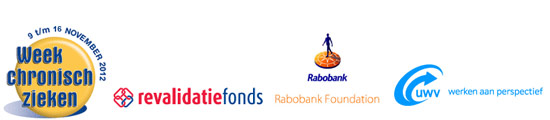 9 t/m 16 NOVEMBER 2012
Week
chronisch
zieken
revalidatiefonds
Rabobank
Rabobank Foundation
UWV
werken aan perspectief